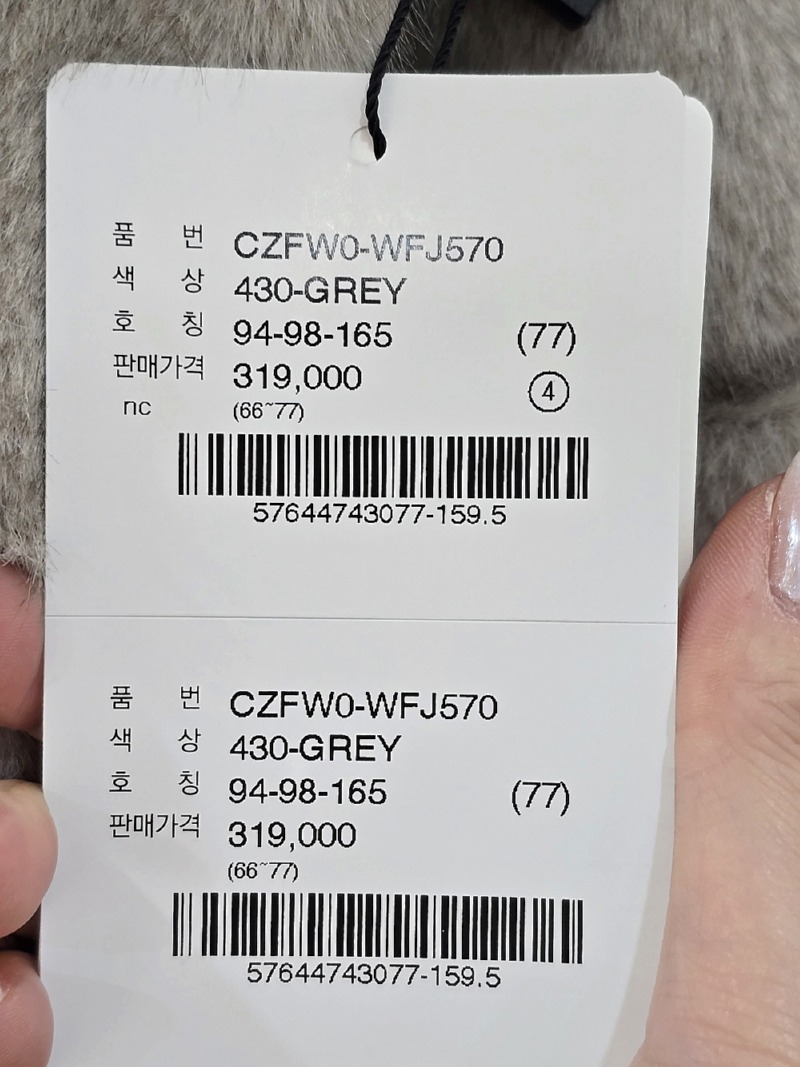 품 번 CZFW0-WFJ570
색 상 430-GREY
호 칭 94-98-165 (77)
판매가격 319,000 ④
nc (66~77)
57644743077-159.5
품 번 CZFW0-WFJ570
색 상 430-GREY
호 칭 94-98-165 (77)
판매가격 319,000
(66~77)
57644743077-159.5